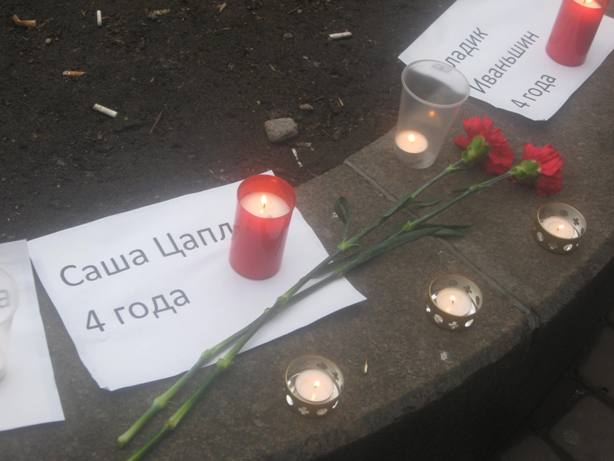 Саша Цапл
4 года
ладик
Иваньшин
4 года